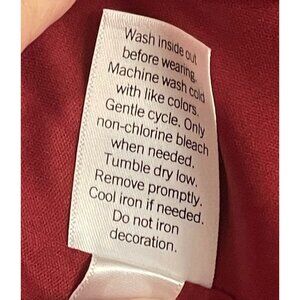 Wash inside out
before wearing.
Machine wash cold
with like colors.
Gentle cycle. Only
non-chlorine bleach
when needed.
Tumble dry low.
Remove promptly.
Cool iron if needed.
Do not iron
decoration.